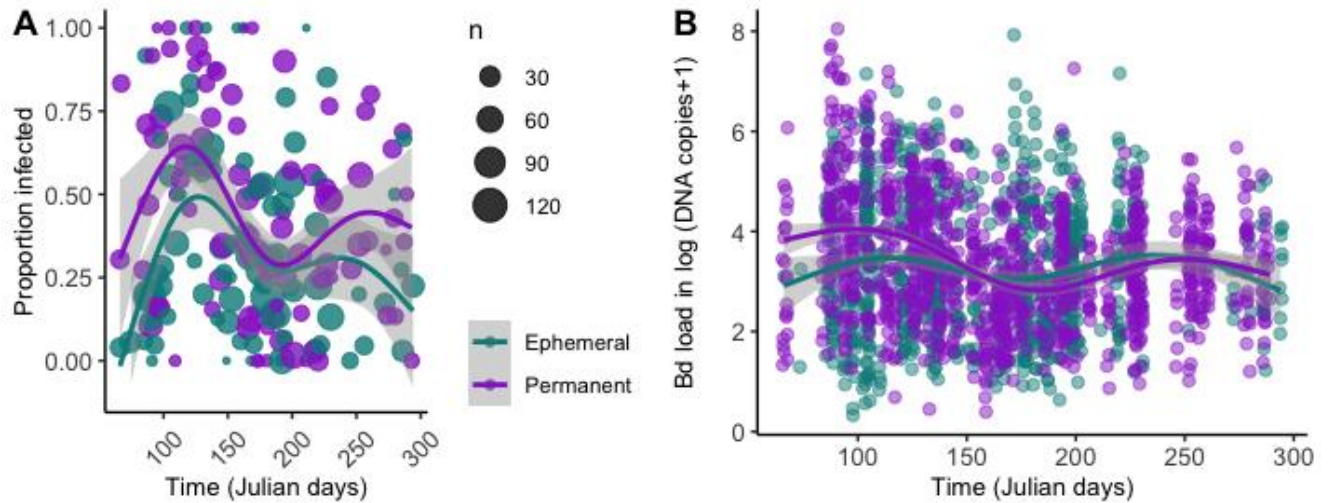 A
Proportion infected
1.00
0.75
0.50
0.25
0.00
100 150 200 250 300
Time (Julian days)
n
30
60
90
120
Ephemeral
Permanent
B
Bd load in log (DNA copies+1)
8
6
4
2
0
100 150 200 250 300
Time (Julian days)